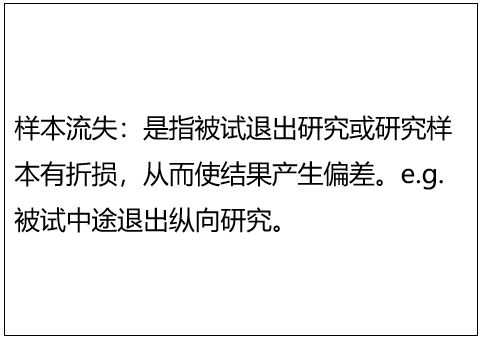 样本流失：是指被试退出研究或研究样
本有折损，从而使结果产生偏差。e.g.
被试中途退出纵向研究。